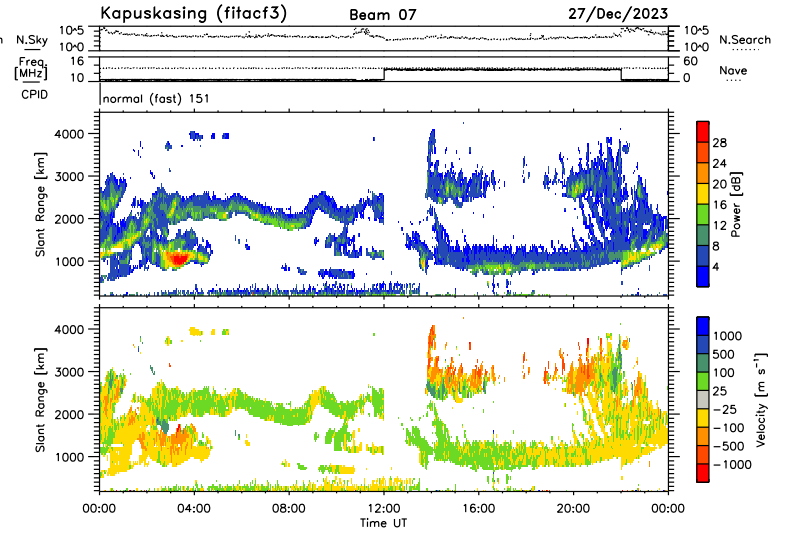 Kapuskasing (fitacf3) Beam 07 27/Dec/2023
n N.Sky 10^5 10^5 N.Search
10^0 10^0
Freq. 16 60 Nave
[MHz] 10 0
CPID normal (fast) 151
4000
3000
2000
1000
Slant Range [km]
28
24
20
16
12
8
4
Power [dB]
4000
3000
2000
1000
Slant Range [km]
1000
500
100
25
-25
-100
-500
-1000
Velocity [m s^-1]
00:00 04:00 08:00 12:00 16:00 20:00 00:00
Time UT